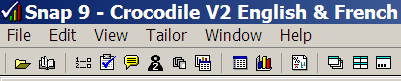 Snap 9 - Crocodile V2 English & French
File Edit View Tailor Window Help